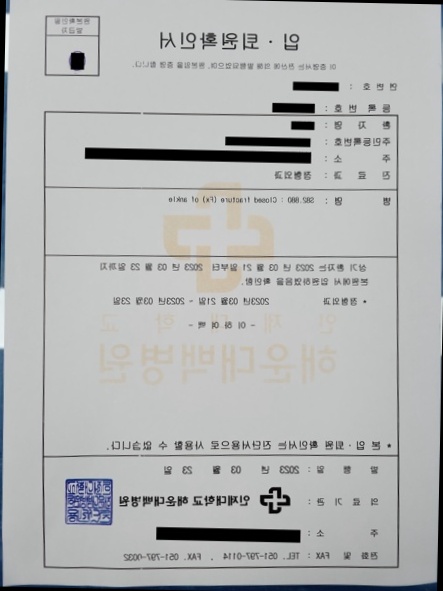 원본확인필
발급자
입 · 퇴원확인서
이 증명서는 전산에 의해 발행되었으며, 원본임을 증명 합니다.
연 번 호 :
등 록 번 호 :
환 자 명 :
주민등록번호 :
주 소 :
진 료 과 : 정형외과
병 명 : S82.880 : Closed fracture (Fx) of ankle
상기 환자는 2023 년 03 월 21 일부터 2023 년 03 월 23 일까지
본원에서 입원하였음을 확인함.
* 정형외과 2023년 03월 21일 - 2023년 03월 23일
- 이 하 여 백 -
인 제 대 학 교
해운대백병원
* 본 입 · 퇴원 확인서는 진단서용으로 사용할 수 없습니다.
발 행 일 : 2023 년 03 월 23 일
의 료 기 관 : 인제대학교 해운대백병원
주 소 :
전화 및 FAX : TEL. 051-797-0114 , FAX. 051-797-0032